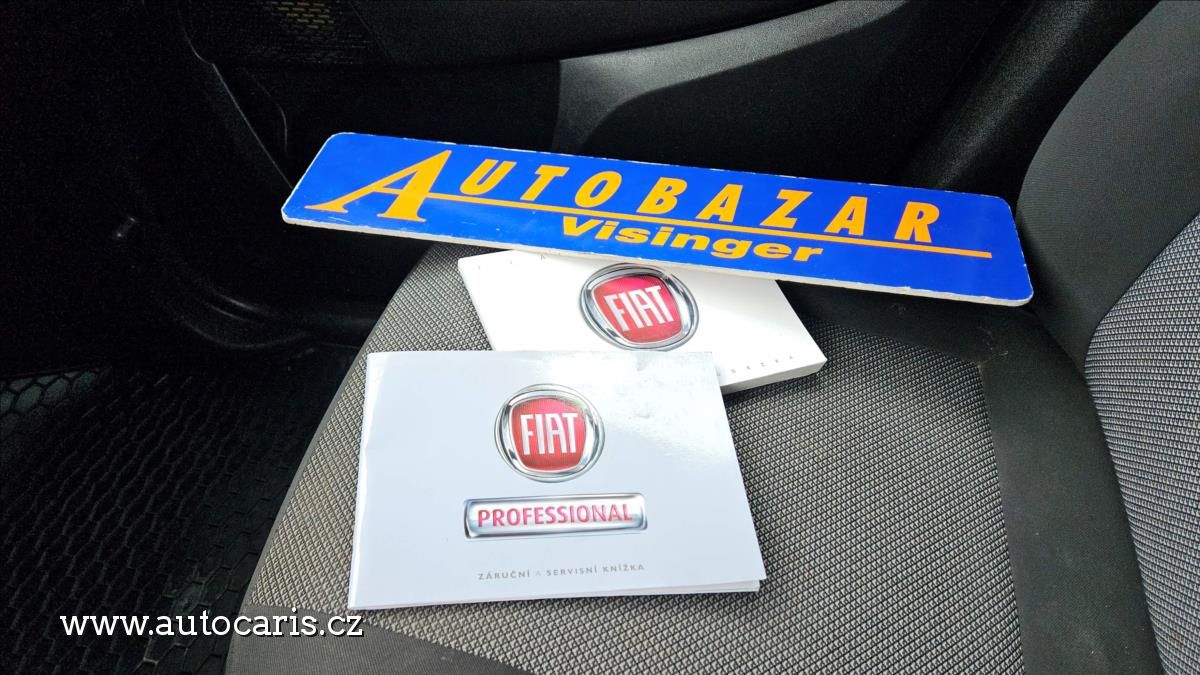 AUTOBAZAR
Visinger
FIAT
FIAT
PROFESSIONAL
ZÁRUČNÍ A SERVISNÍ KNÍŽKA
www.autocaris.cz